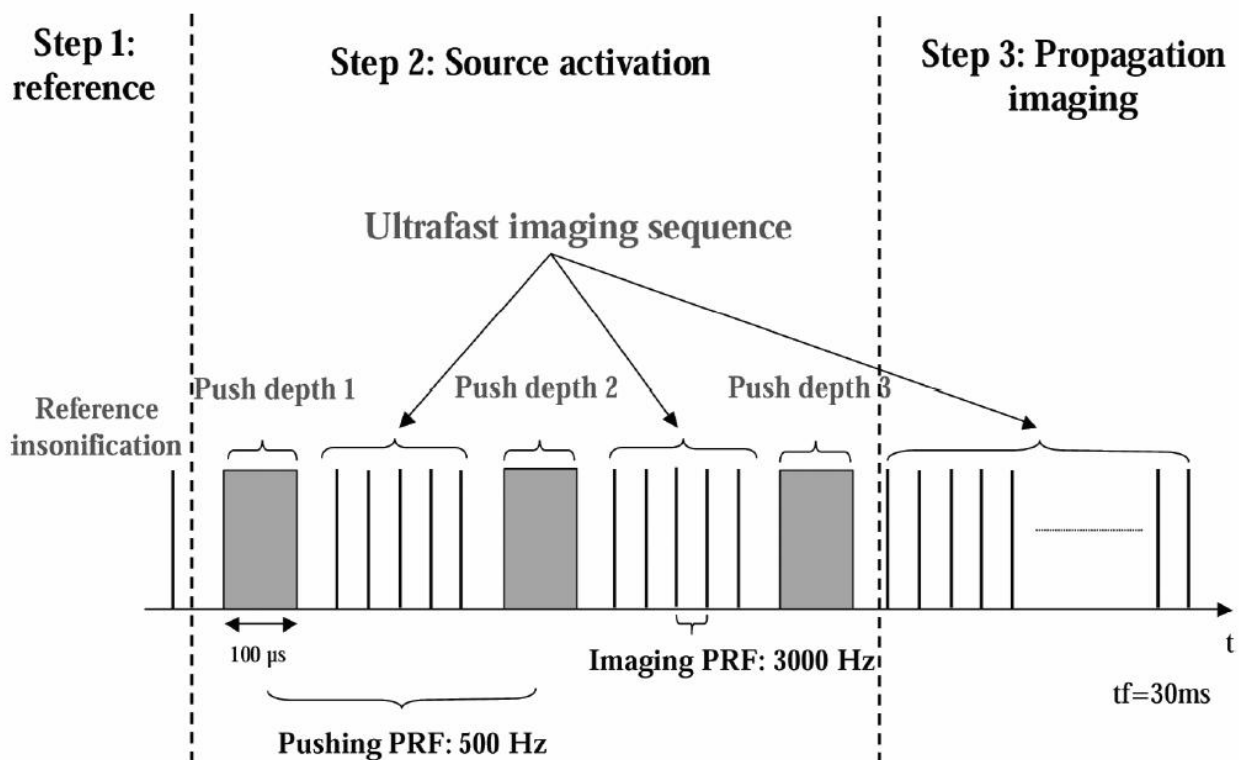 Step 1:
reference
Step 2: Source activation
Step 3: Propagation
imaging
Ultrafast imaging sequence
Reference
insonification
Push depth 1
Push depth 2
Push depth 3
100 µs
Imaging PRF: 3000 Hz
t
tf=30ms
Pushing PRF: 500 Hz